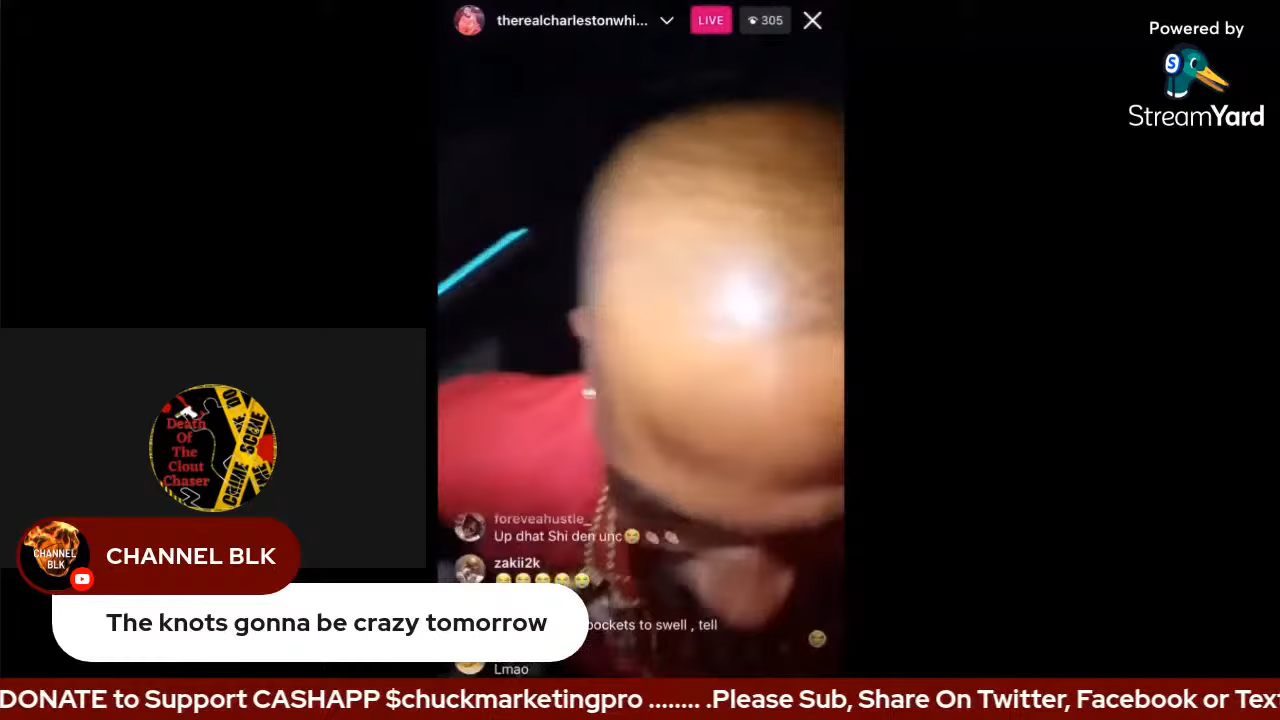 therealcharlestonwhi...
LIVE
305
Powered by
StreamYard
Death
Of
The
Clout
Chaser
CRIME SCENE
DO
CHANNEL
BLK
CHANNEL BLK
The knots gonna be crazy tomorrow
foreveahustle_
Up dhat Shi den unc😭👏🏽👏🏽
zakii2k
😂😂😂😂😂
pockets to swell , tell
Lmao
DONATE to Support CASHAPP $chuckmarketingpro ........ .Please Sub, Share On Twitter, Facebook or Tex